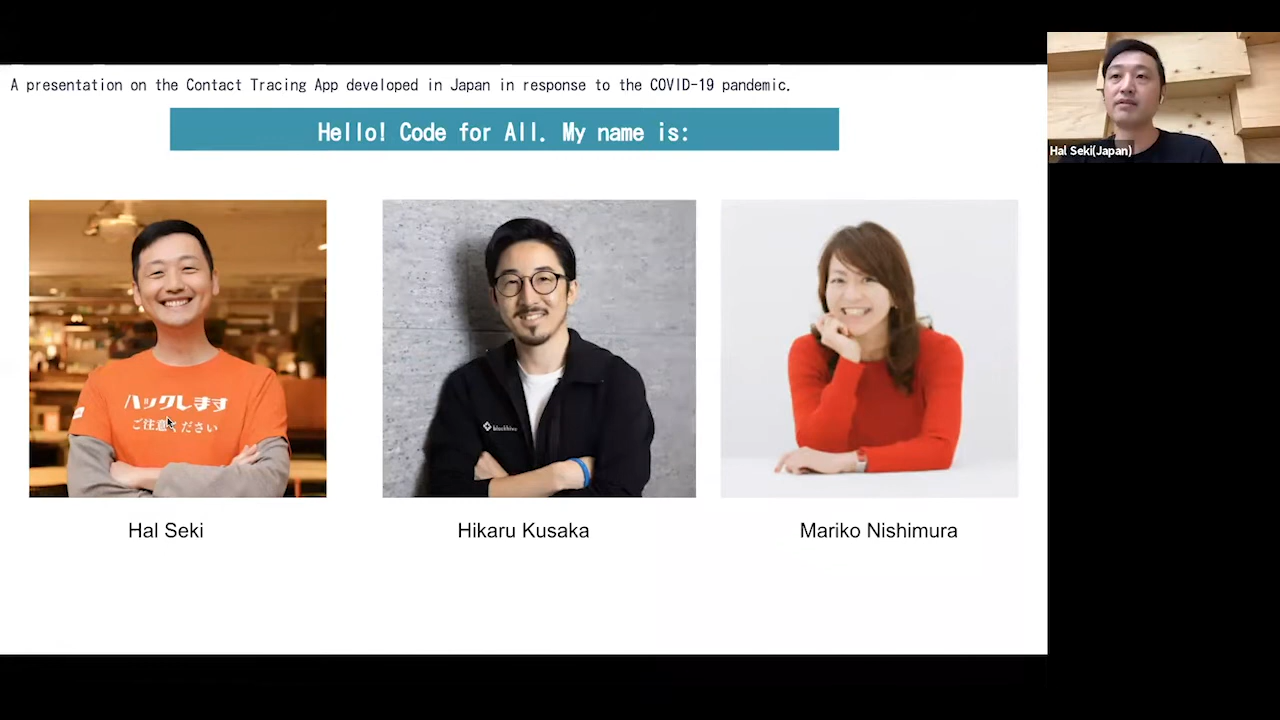 A presentation on the Contact Tracing App developed in Japan in response to the COVID-19 pandemic.
Hello! Code for All. My name is:
Hal Seki(Japan)
ハックします
ご注意ください
Hal Seki
Hikaru Kusaka
Mariko Nishimura